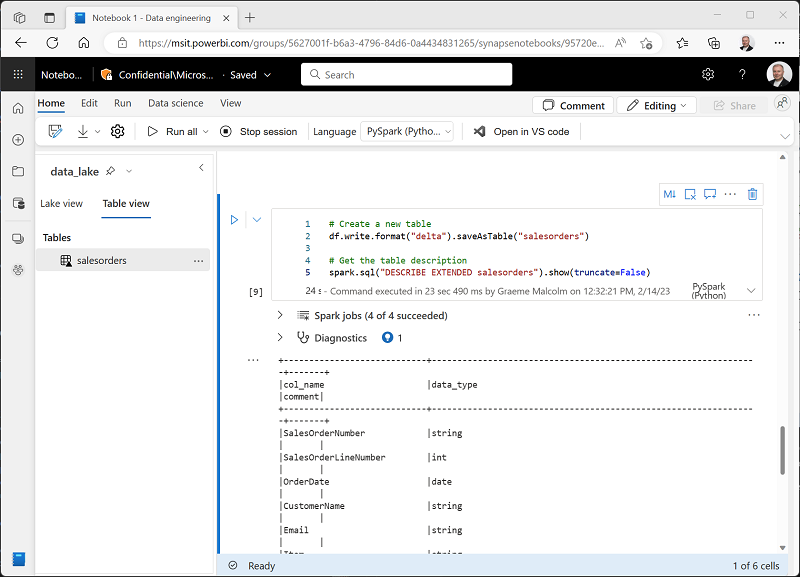 Notebook 1 - Data engineering
https://msit.powerbi.com/groups/5627001f-b6a3-4796-84d6-0a4434831265/synapsenotebooks/95720e...
Notebo... Confidential\Micros... · Saved Search ?
Home Edit Run Data science View Comment Editing Share
Run all Stop session Language PySpark (Pytho... Open in VS code
data_lake
Lake view Table view
Tables
salesorders ...
M↓ ...
1 # Create a new table
2 df.write.format("delta").saveAsTable("salesorders")
3
4 # Get the table description
5 spark.sql("DESCRIBE EXTENDED salesorders").show(truncate=False)
[9] 24 s - Command executed in 23 sec 490 ms by Graeme Malcolm on 12:32:21 PM, 2/14/23 PySpark (Python)
Spark jobs (4 of 4 succeeded) ...
Diagnostics 1
|col_name |data_type
|comment|
|SalesOrderNumber |string
| |
|SalesOrderLineNumber |int
| |
|OrderDate |date
| |
|CustomerName |string
| |
|Email |string
| |
Ready 1 of 6 cells